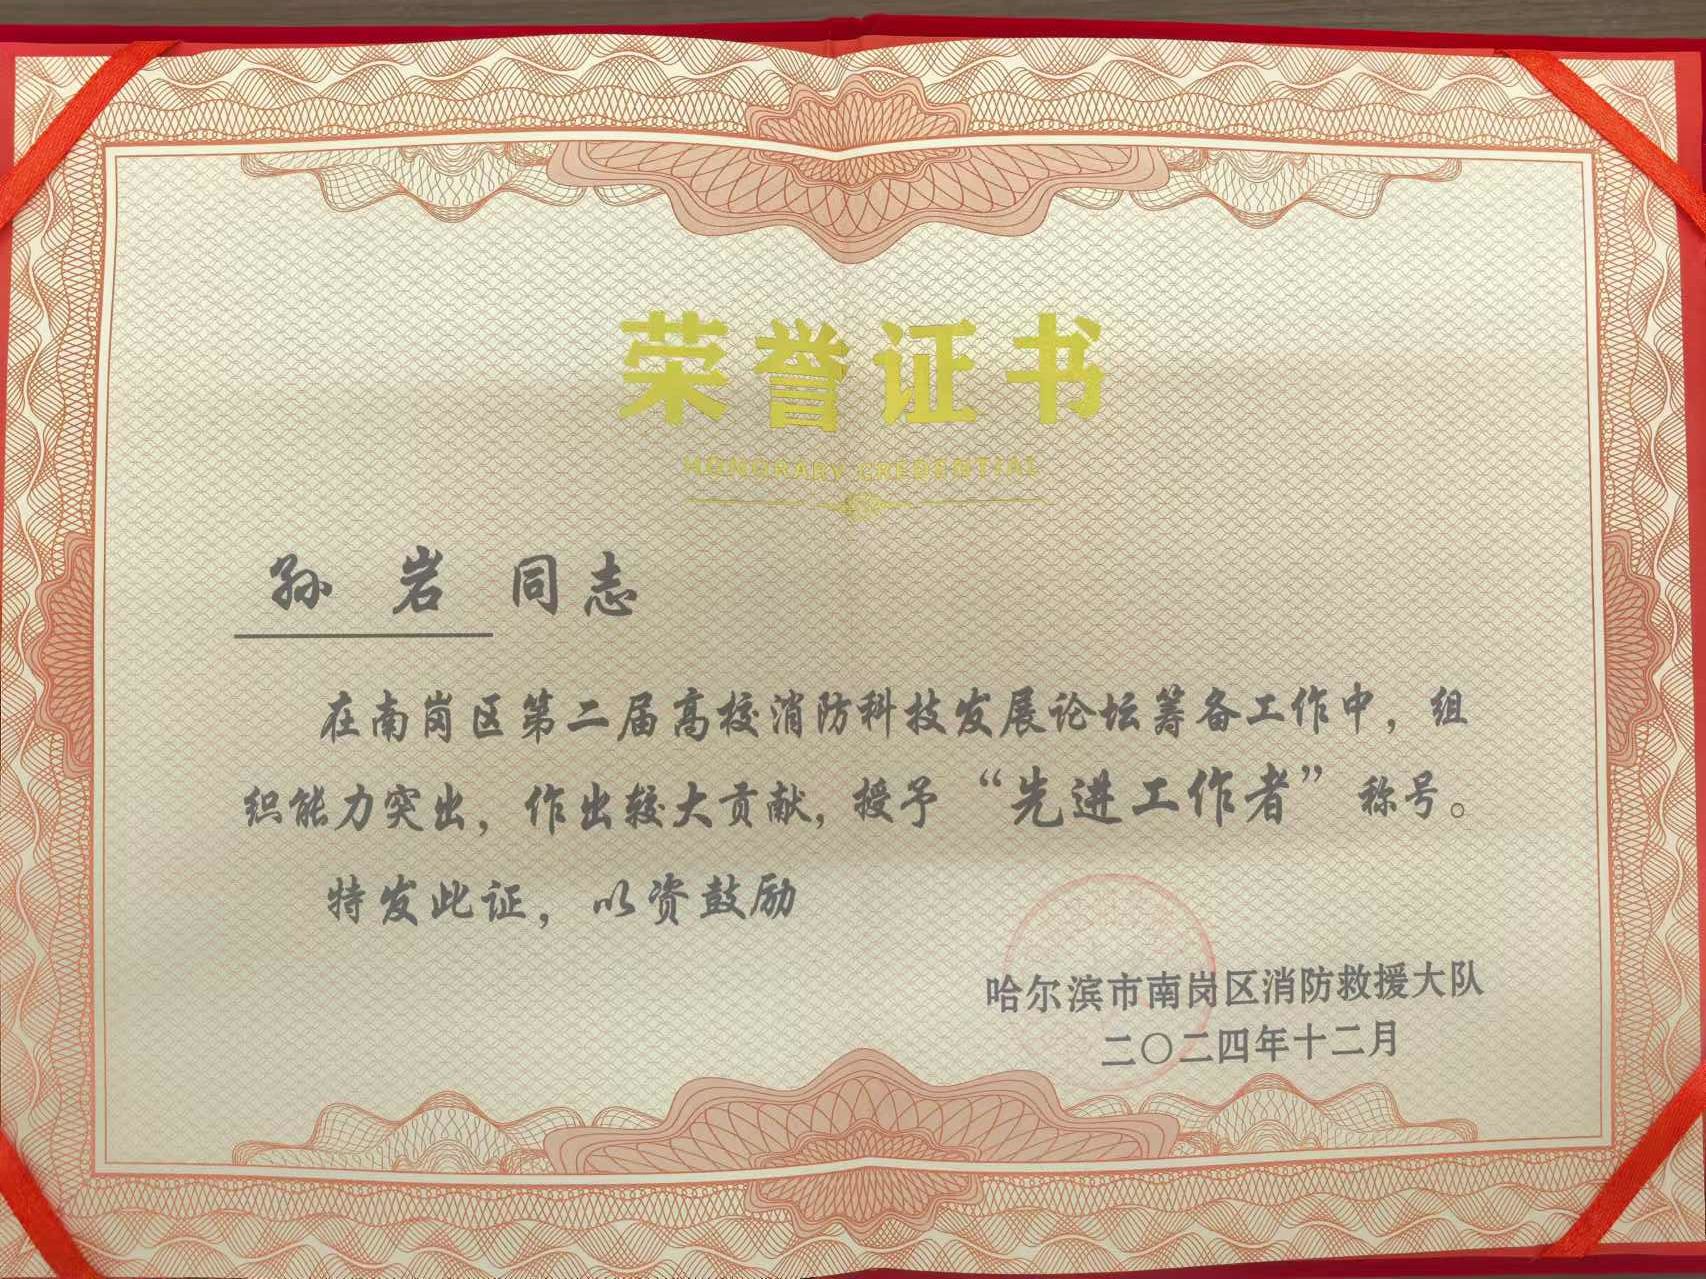 荣誉证书
HONORARY CREDENTIAL
孙 岩 同志
在南岗区第二届高校消防科技发展论坛筹备工作中，组
织能力突出，作出较大贡献，授予“先进工作者”称号。
特发此证，以资鼓励
哈尔滨市南岗区消防救援大队
二〇二四年十二月